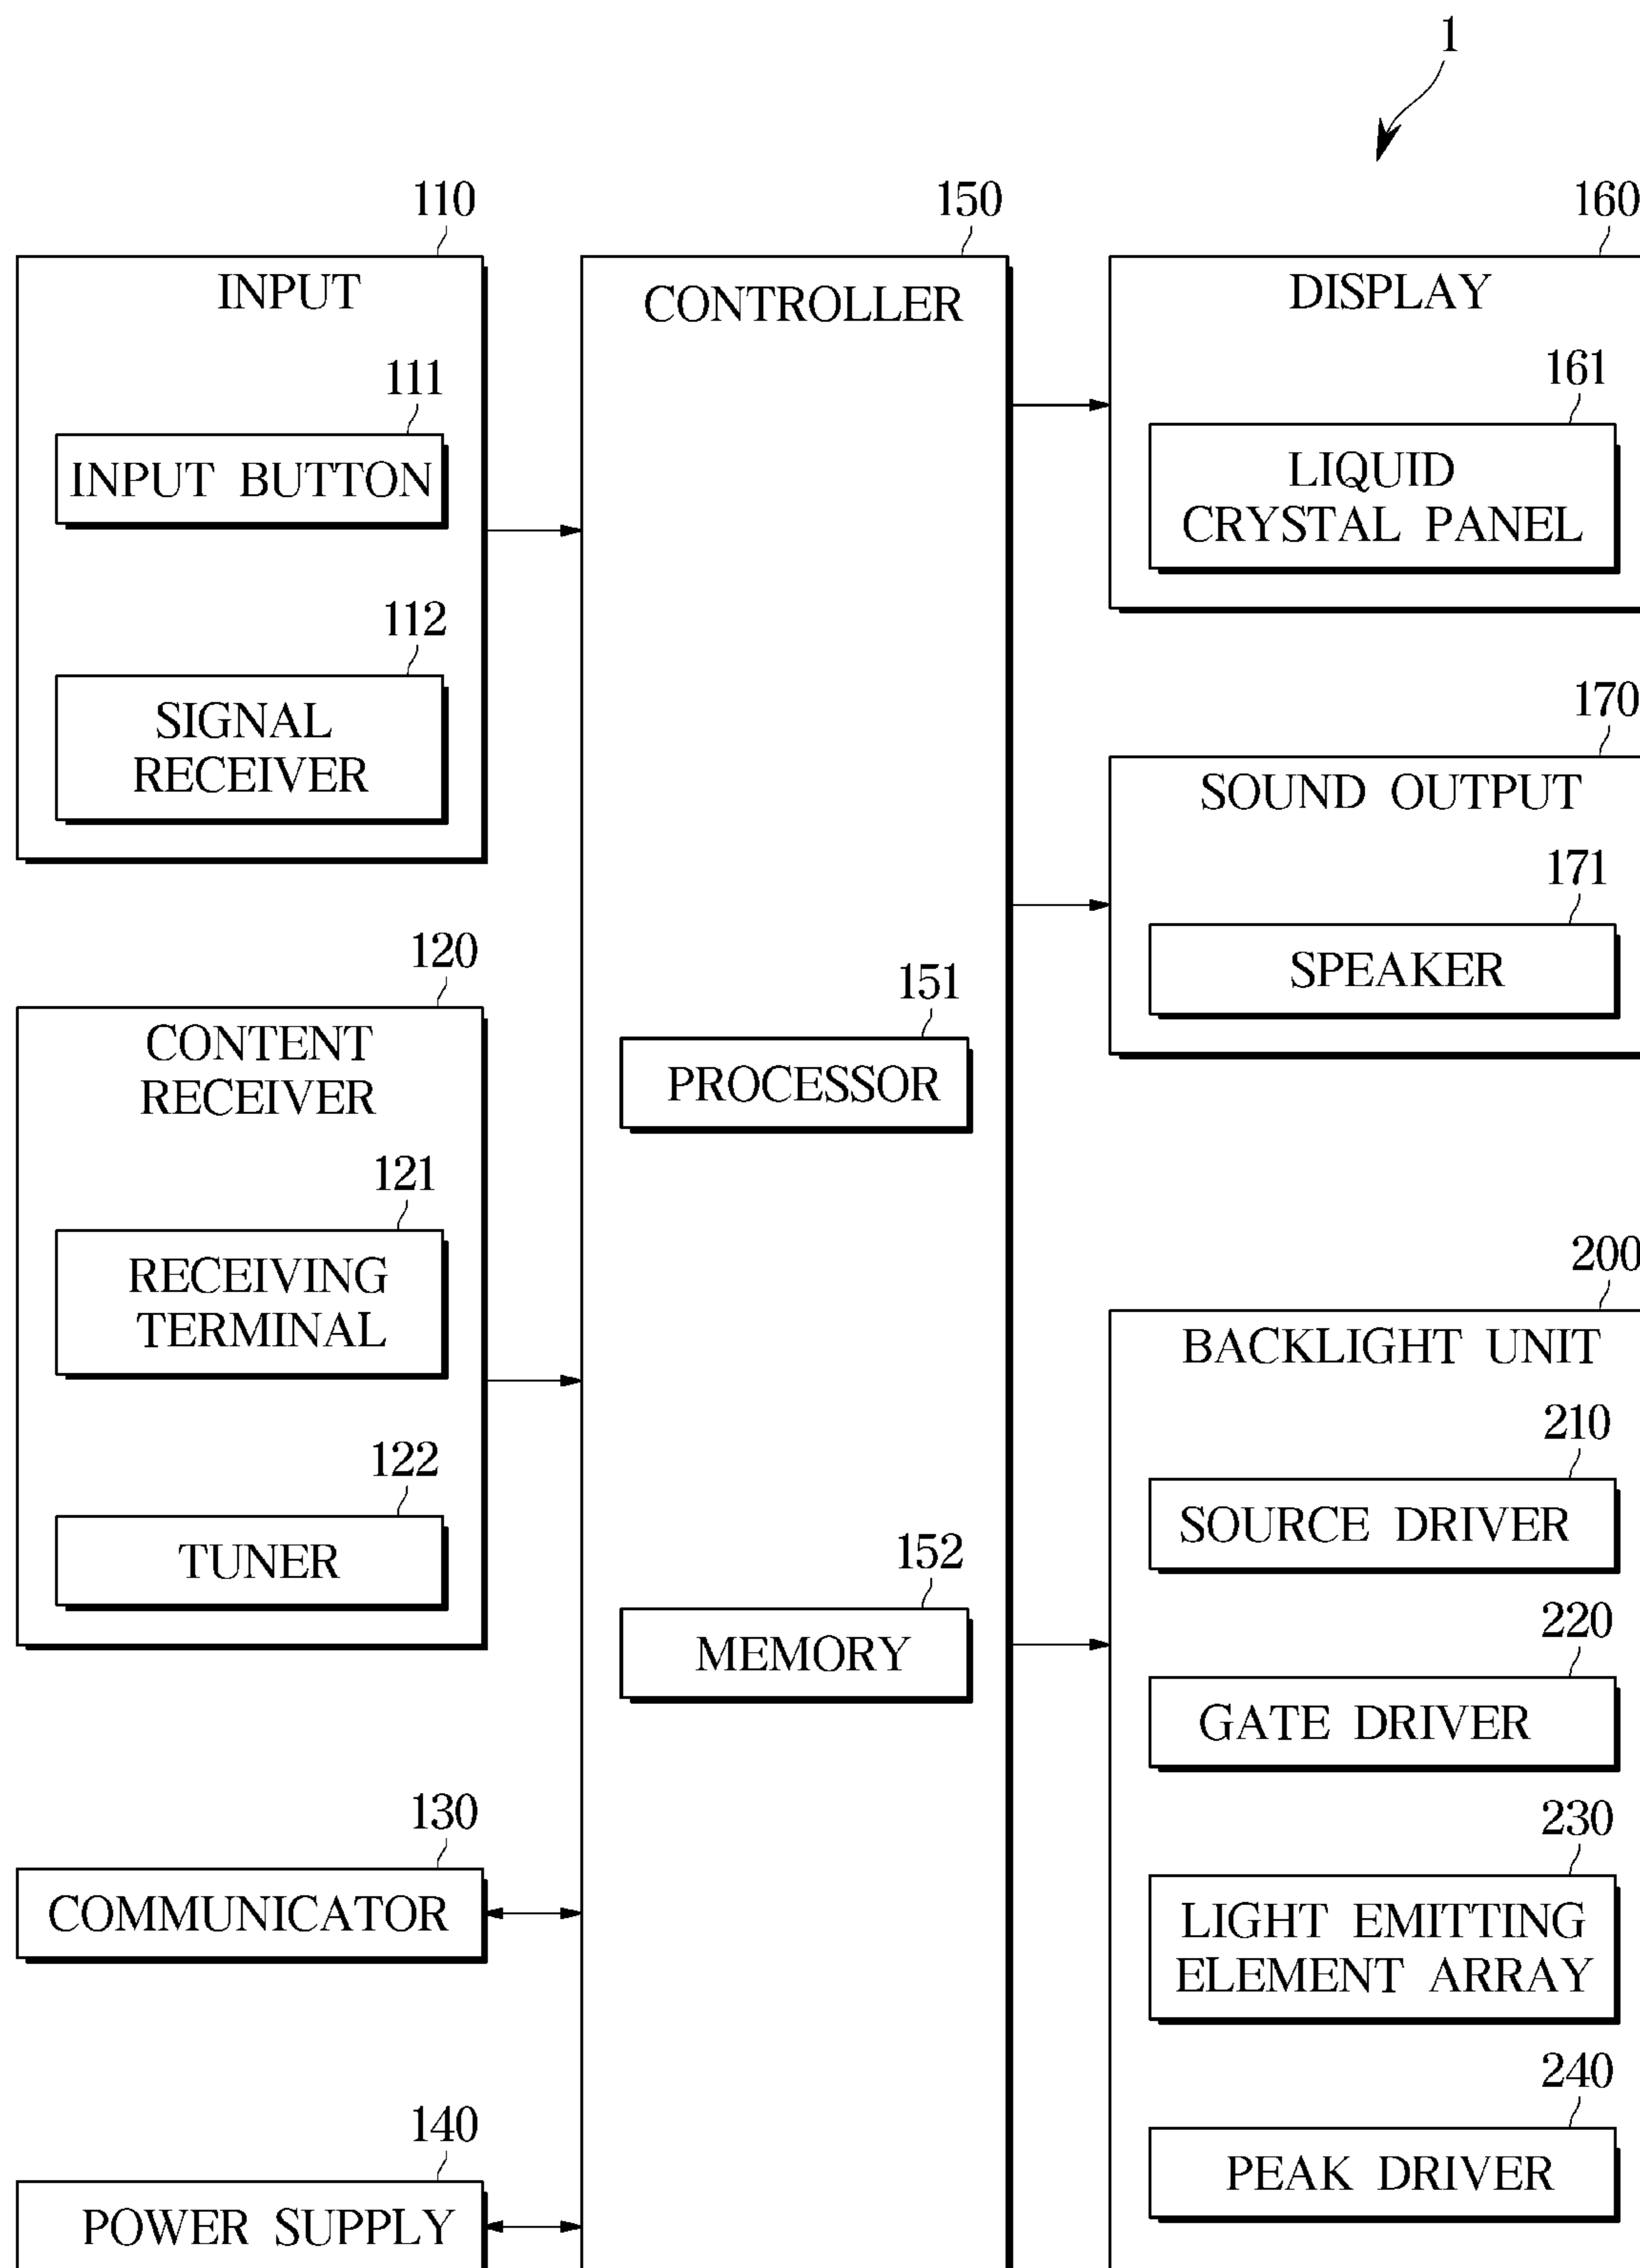 1
110
INPUT
111
INPUT BUTTON
112
SIGNAL
RECEIVER
120
CONTENT
RECEIVER
121
RECEIVING
TERMINAL
122
TUNER
130
COMMUNICATOR
140
POWER SUPPLY
150
CONTROLLER
151
PROCESSOR
152
MEMORY
160
DISPLAY
161
LIQUID
CRYSTAL PANEL
170
SOUND OUTPUT
171
SPEAKER
200
BACKLIGHT UNIT
210
SOURCE DRIVER
220
GATE DRIVER
230
LIGHT EMITTING
ELEMENT ARRAY
240
PEAK DRIVER